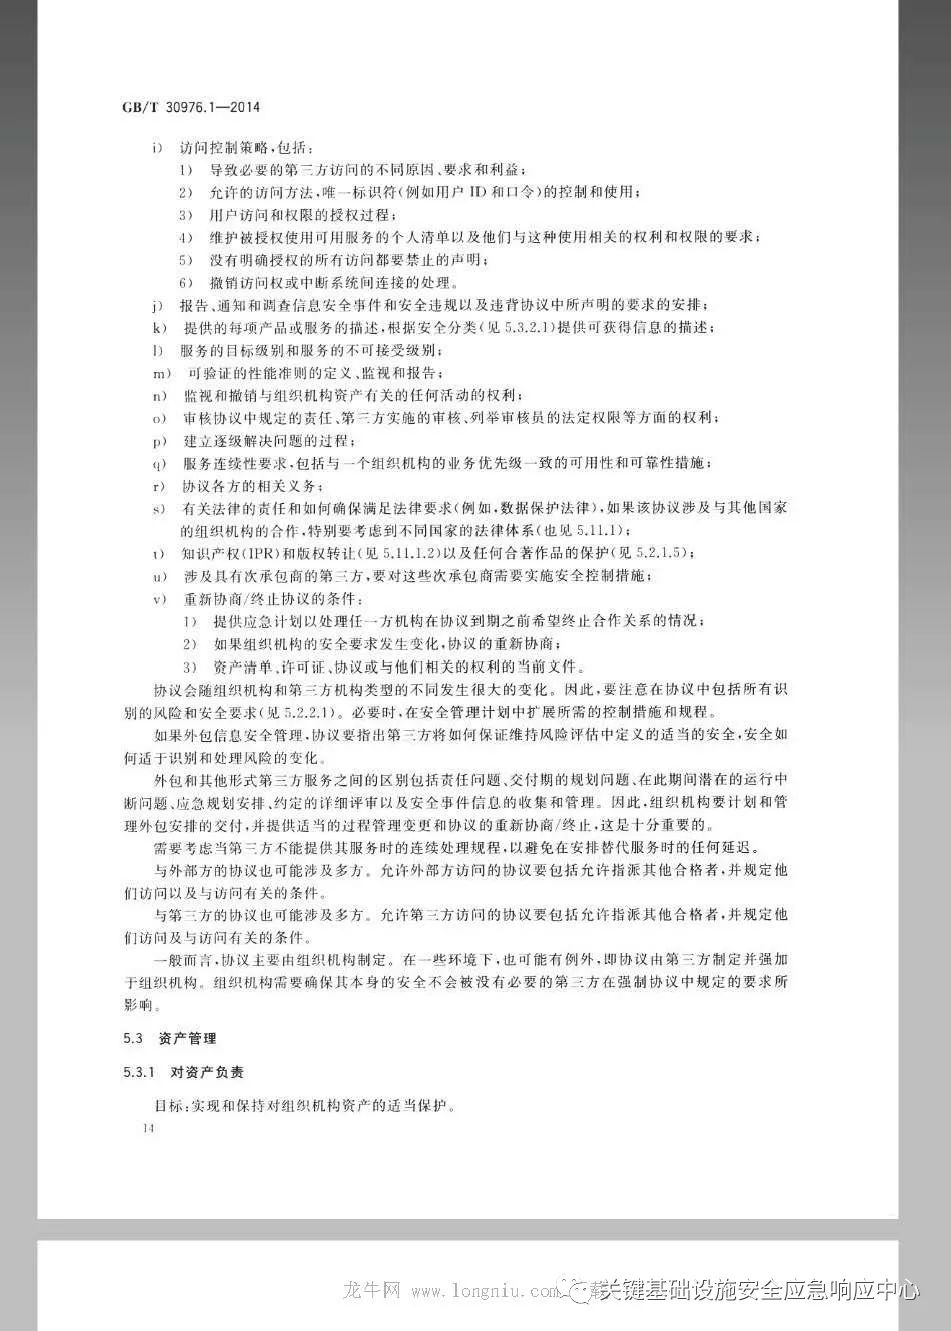 GB/T 30976.1—2014
i) 访问控制策略,包括:
1) 导致必要的第三方访问的不同原因、要求和利益;
2) 允许的访问方法,唯一标识符(例如用户 ID 和口令)的控制和使用;
3) 用户访问和权限的授权过程;
4) 维护被授权使用可用服务的个人清单以及他们与这种使用相关的权利和权限的要求;
5) 没有明确授权的所有访问都要禁止的声明;
6) 撤销访问权或中断系统间连接的处理。
j) 报告、通知和调查信息安全事件和安全违规以及违背协议中所声明的要求的安排;
k) 提供的每项产品或服务的描述,根据安全分类(见 5.3.2.1)提供可获得信息的描述;
l) 服务的目标级别和服务的不可接受级别;
m) 可验证的性能准则的定义、监视和报告;
n) 监视和撤销与组织机构资产有关的任何活动的权利;
o) 审核协议中规定的责任、第三方实施的审核、列举审核员的法定权限等方面的权利;
p) 建立逐级解决问题的过程;
q) 服务连续性要求,包括与一个组织机构的业务优先级一致的可用性和可靠性措施;
r) 协议各方的相关义务;
s) 有关法律的责任和如何确保满足法律要求(例如,数据保护法律),如果该协议涉及与其他国家
的组织机构的合作,特别要考虑到不同国家的法律体系(也见 5.11.1);
t) 知识产权(IPR)和版权转让(见 5.11.1.2)以及任何合著作品的保护(见 5.2.1.5);
u) 涉及具有次承包商的第三方,要对这些次承包商需要实施安全控制措施;
v) 重新协商/终止协议的条件:
1) 提供应急计划以处理任一方机构在协议到期之前希望终止合作关系的情况;
2) 如果组织机构的安全要求发生变化,协议的重新协商;
3) 资产清单、许可证、协议或与他们相关的权利的当前文件。
协议会随组织机构和第三方机构类型的不同发生很大的变化。因此,要注意在协议中包括所有识
别的风险和安全要求(见 5.2.2.1)。必要时,在安全管理计划中扩展所需的控制措施和规程。
如果外包信息安全管理,协议要指出第三方将如何保证维持风险评估中定义的适当的安全,安全如
何适于识别和处理风险的变化。
外包和其他形式第三方服务之间的区别包括责任问题、交付期的规划问题、在此期间潜在的运行中
断问题、应急规划安排、约定的详细评审以及安全事件信息的收集和管理。因此,组织机构要计划和管
理外包安排的交付,并提供适当的过程管理变更和协议的重新协商/终止,这是十分重要的。
需要考虑当第三方不能提供其服务时的连续处理规程,以避免在安排替代服务时的任何延迟。
与外部方的协议也可能涉及多方。允许外部方访问的协议要包括允许指派其他合格者,并规定他
们访问以及与访问有关的条件。
与第三方的协议也可能涉及多方。允许第三方访问的协议要包括允许指派其他合格者,并规定他
们访问及与访问有关的条件。
一般而言,协议主要由组织机构制定。在一些环境下,也可能有例外,即协议由第三方制定并强加
于组织机构。组织机构需要确保其本身的安全不会被没有必要的第三方在强制协议中规定的要求所
影响。
5.3 资产管理
5.3.1 对资产负责
目标:实现和保持对组织机构资产的适当保护。
14
龙牛网 www.longniu.com 载
关键基础设施安全应急响应中心